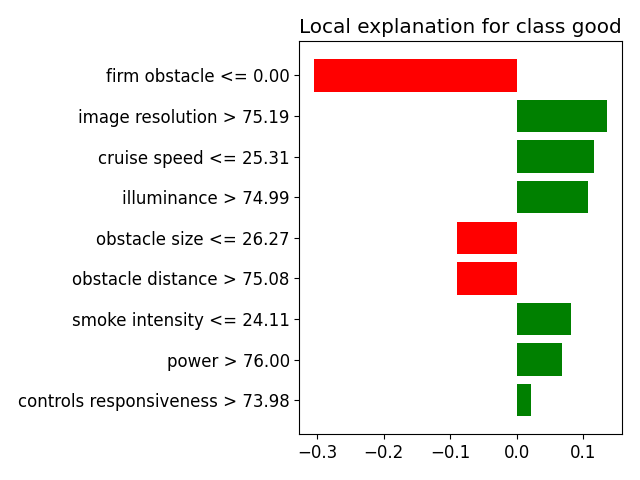 Local explanation for class good
firm obstacle <= 0.00
image resolution > 75.19
cruise speed <= 25.31
illuminance > 74.99
obstacle size <= 26.27
obstacle distance > 75.08
smoke intensity <= 24.11
power > 76.00
controls responsiveness > 73.98
−0.3 −0.2 −0.1 0.0 0.1